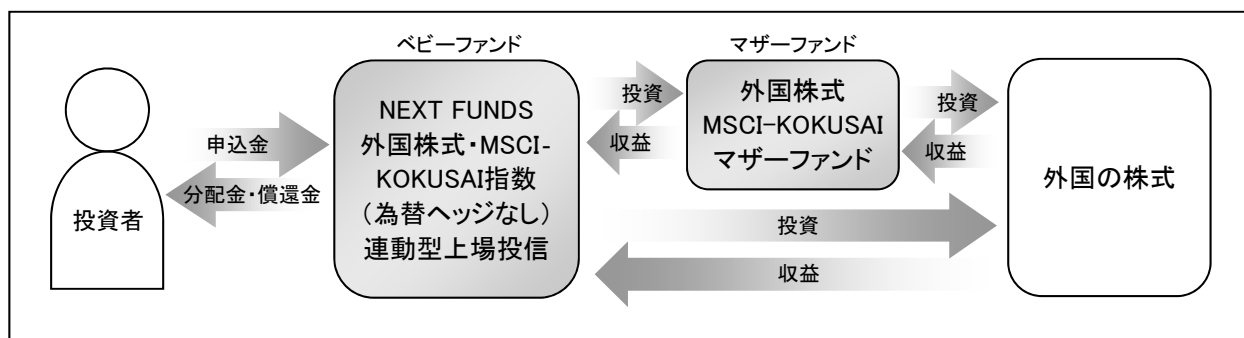 ベビーファンド
マザーファンド
投資者
申込金
分配金・償還金
NEXT FUNDS
外国株式・MSCI-
KOKUSAI指数
（為替ヘッジなし）
連動型上場投信
投資
収益
外国株式
MSCI-KOKUSAI
マザーファンド
投資
収益
投資
収益
外国の株式